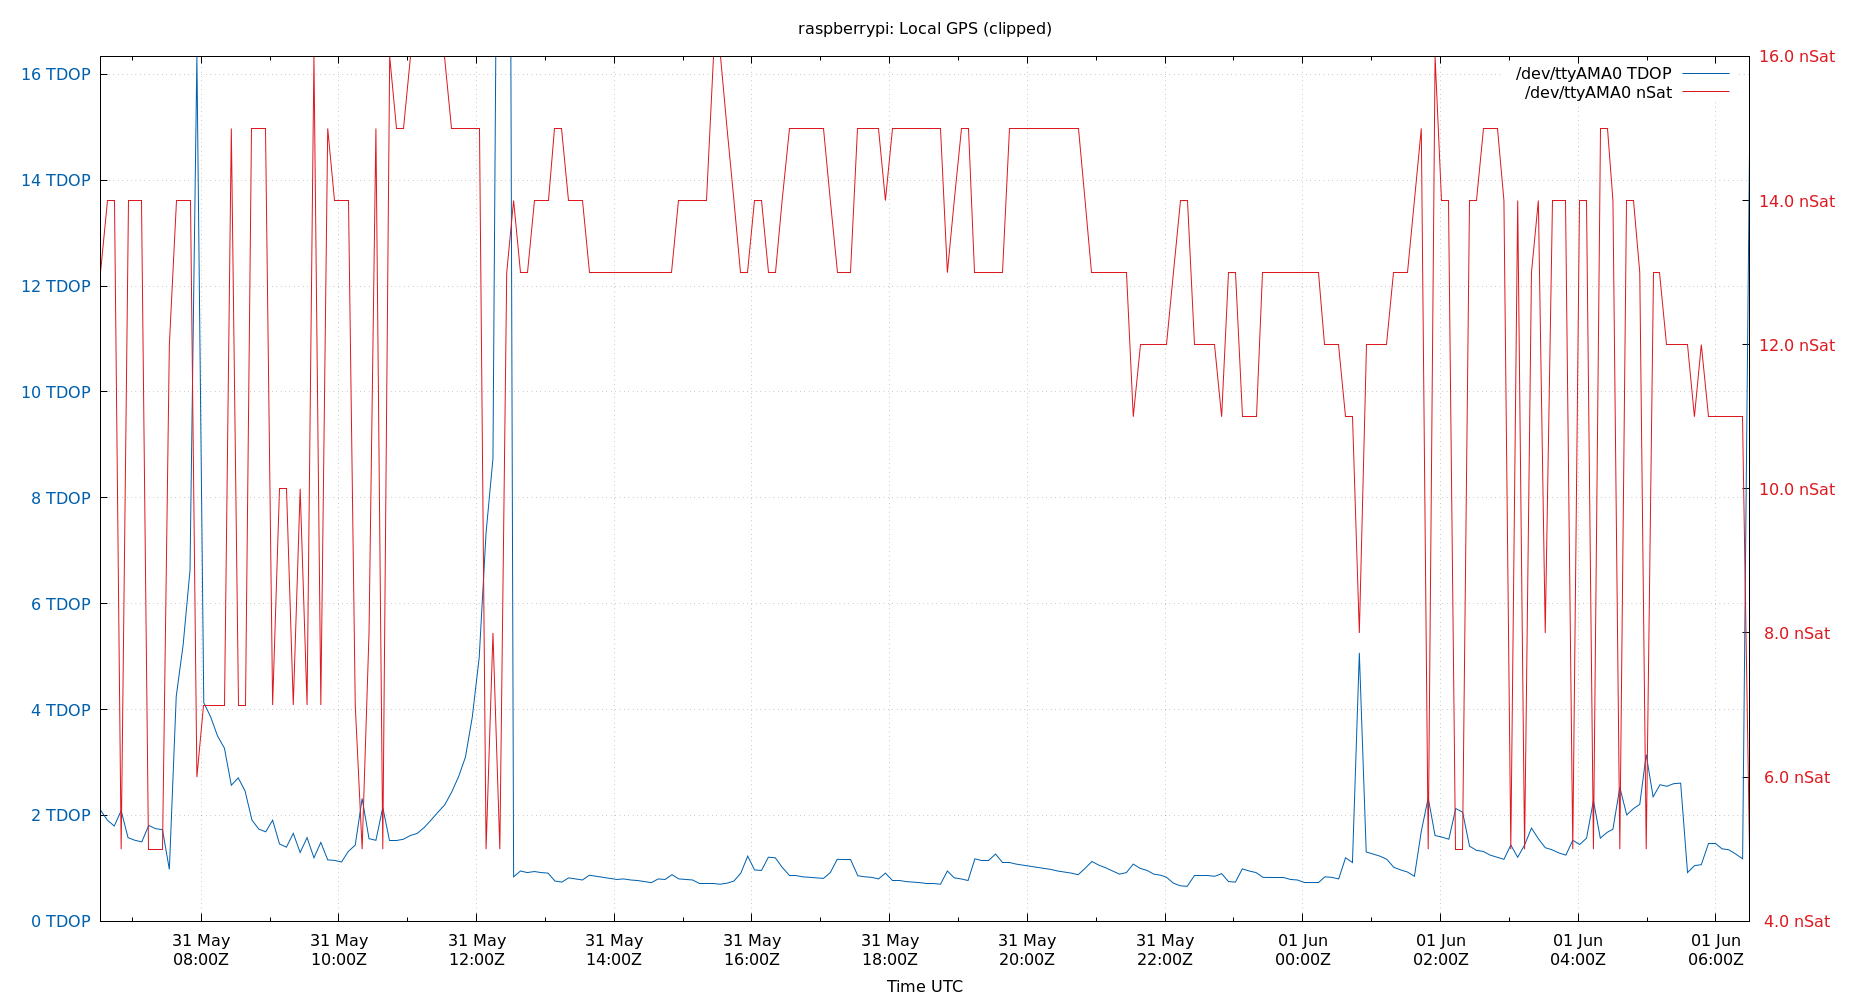 raspberrypi: Local GPS (clipped)
16 TDOP
14 TDOP
12 TDOP
10 TDOP
8 TDOP
6 TDOP
4 TDOP
2 TDOP
0 TDOP
/dev/ttyAMA0 TDOP
/dev/ttyAMA0 nSat
16.0 nSat
14.0 nSat
12.0 nSat
10.0 nSat
8.0 nSat
6.0 nSat
4.0 nSat
31 May 31 May 31 May 31 May 31 May 31 May 31 May 31 May 01 Jun 01 Jun 01 Jun 01 Jun
08:00Z 10:00Z 12:00Z 14:00Z 16:00Z 18:00Z 20:00Z 22:00Z 00:00Z 02:00Z 04:00Z 06:00Z
Time UTC